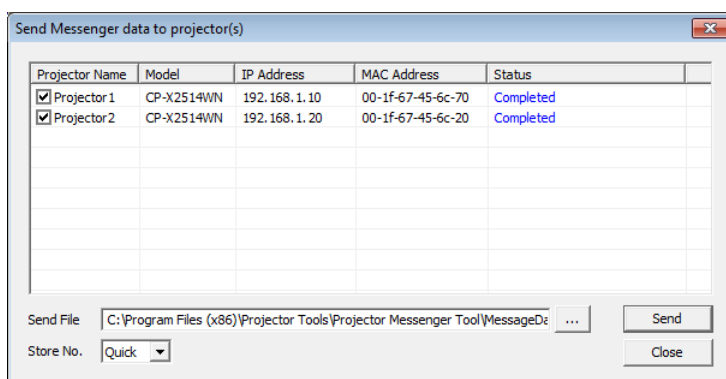 Send Messenger data to projector(s)
Projector Name Model IP Address MAC Address Status
Projector1 CP-X2514WN 192.168.1.10 00-1f-67-45-6c-70 Completed
Projector2 CP-X2514WN 192.168.1.20 00-1f-67-45-6c-20 Completed
Send File C:\Program Files (x86)\Projector Tools\Projector Messenger Tool\MessageDa ... Send
Store No. Quick Close